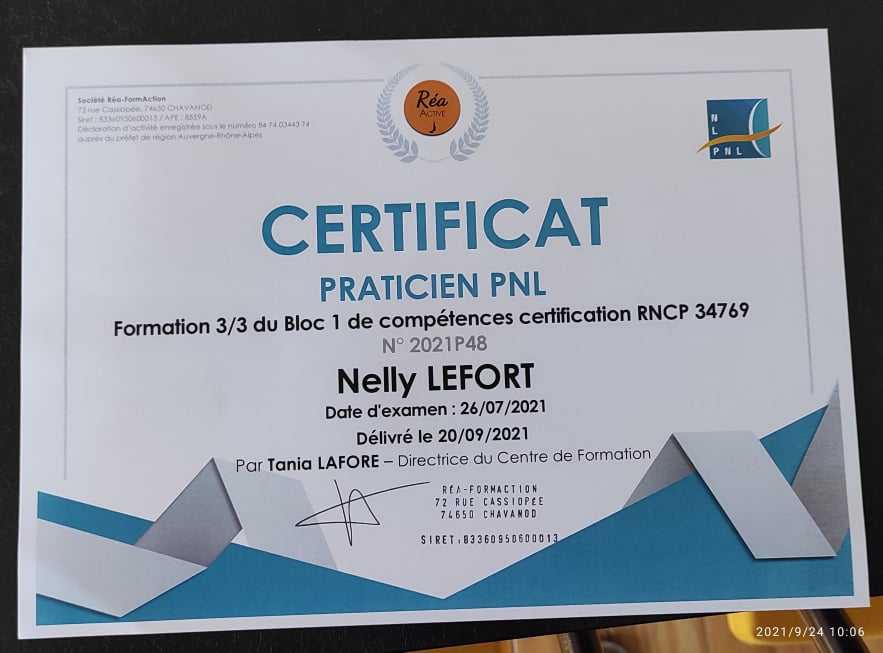 Société Réa-FormAction
72 rue Cassiopée, 74650 CHAVANOD
Siret : 83360950600013 / APE : 8559A
Déclaration d'activité enregistrée sous le numéro 84 74 03443 74
auprès du préfet de région Auvergne-Rhône-Alpes
Réa
ACTIVE
N
L
PNL
CERTIFICAT
PRATICIEN PNL
Formation 3/3 du Bloc 1 de compétences certification RNCP 34769
N° 2021P48
Nelly LEFORT
Date d'examen : 26/07/2021
Délivré le 20/09/2021
Par Tania LAFORE – Directrice du Centre de Formation
RÉA-FORMACTION
72 RUE CASSIOPÉE
74650 CHAVANOD
SIRET:83360950600013
2021/9/24 10:06